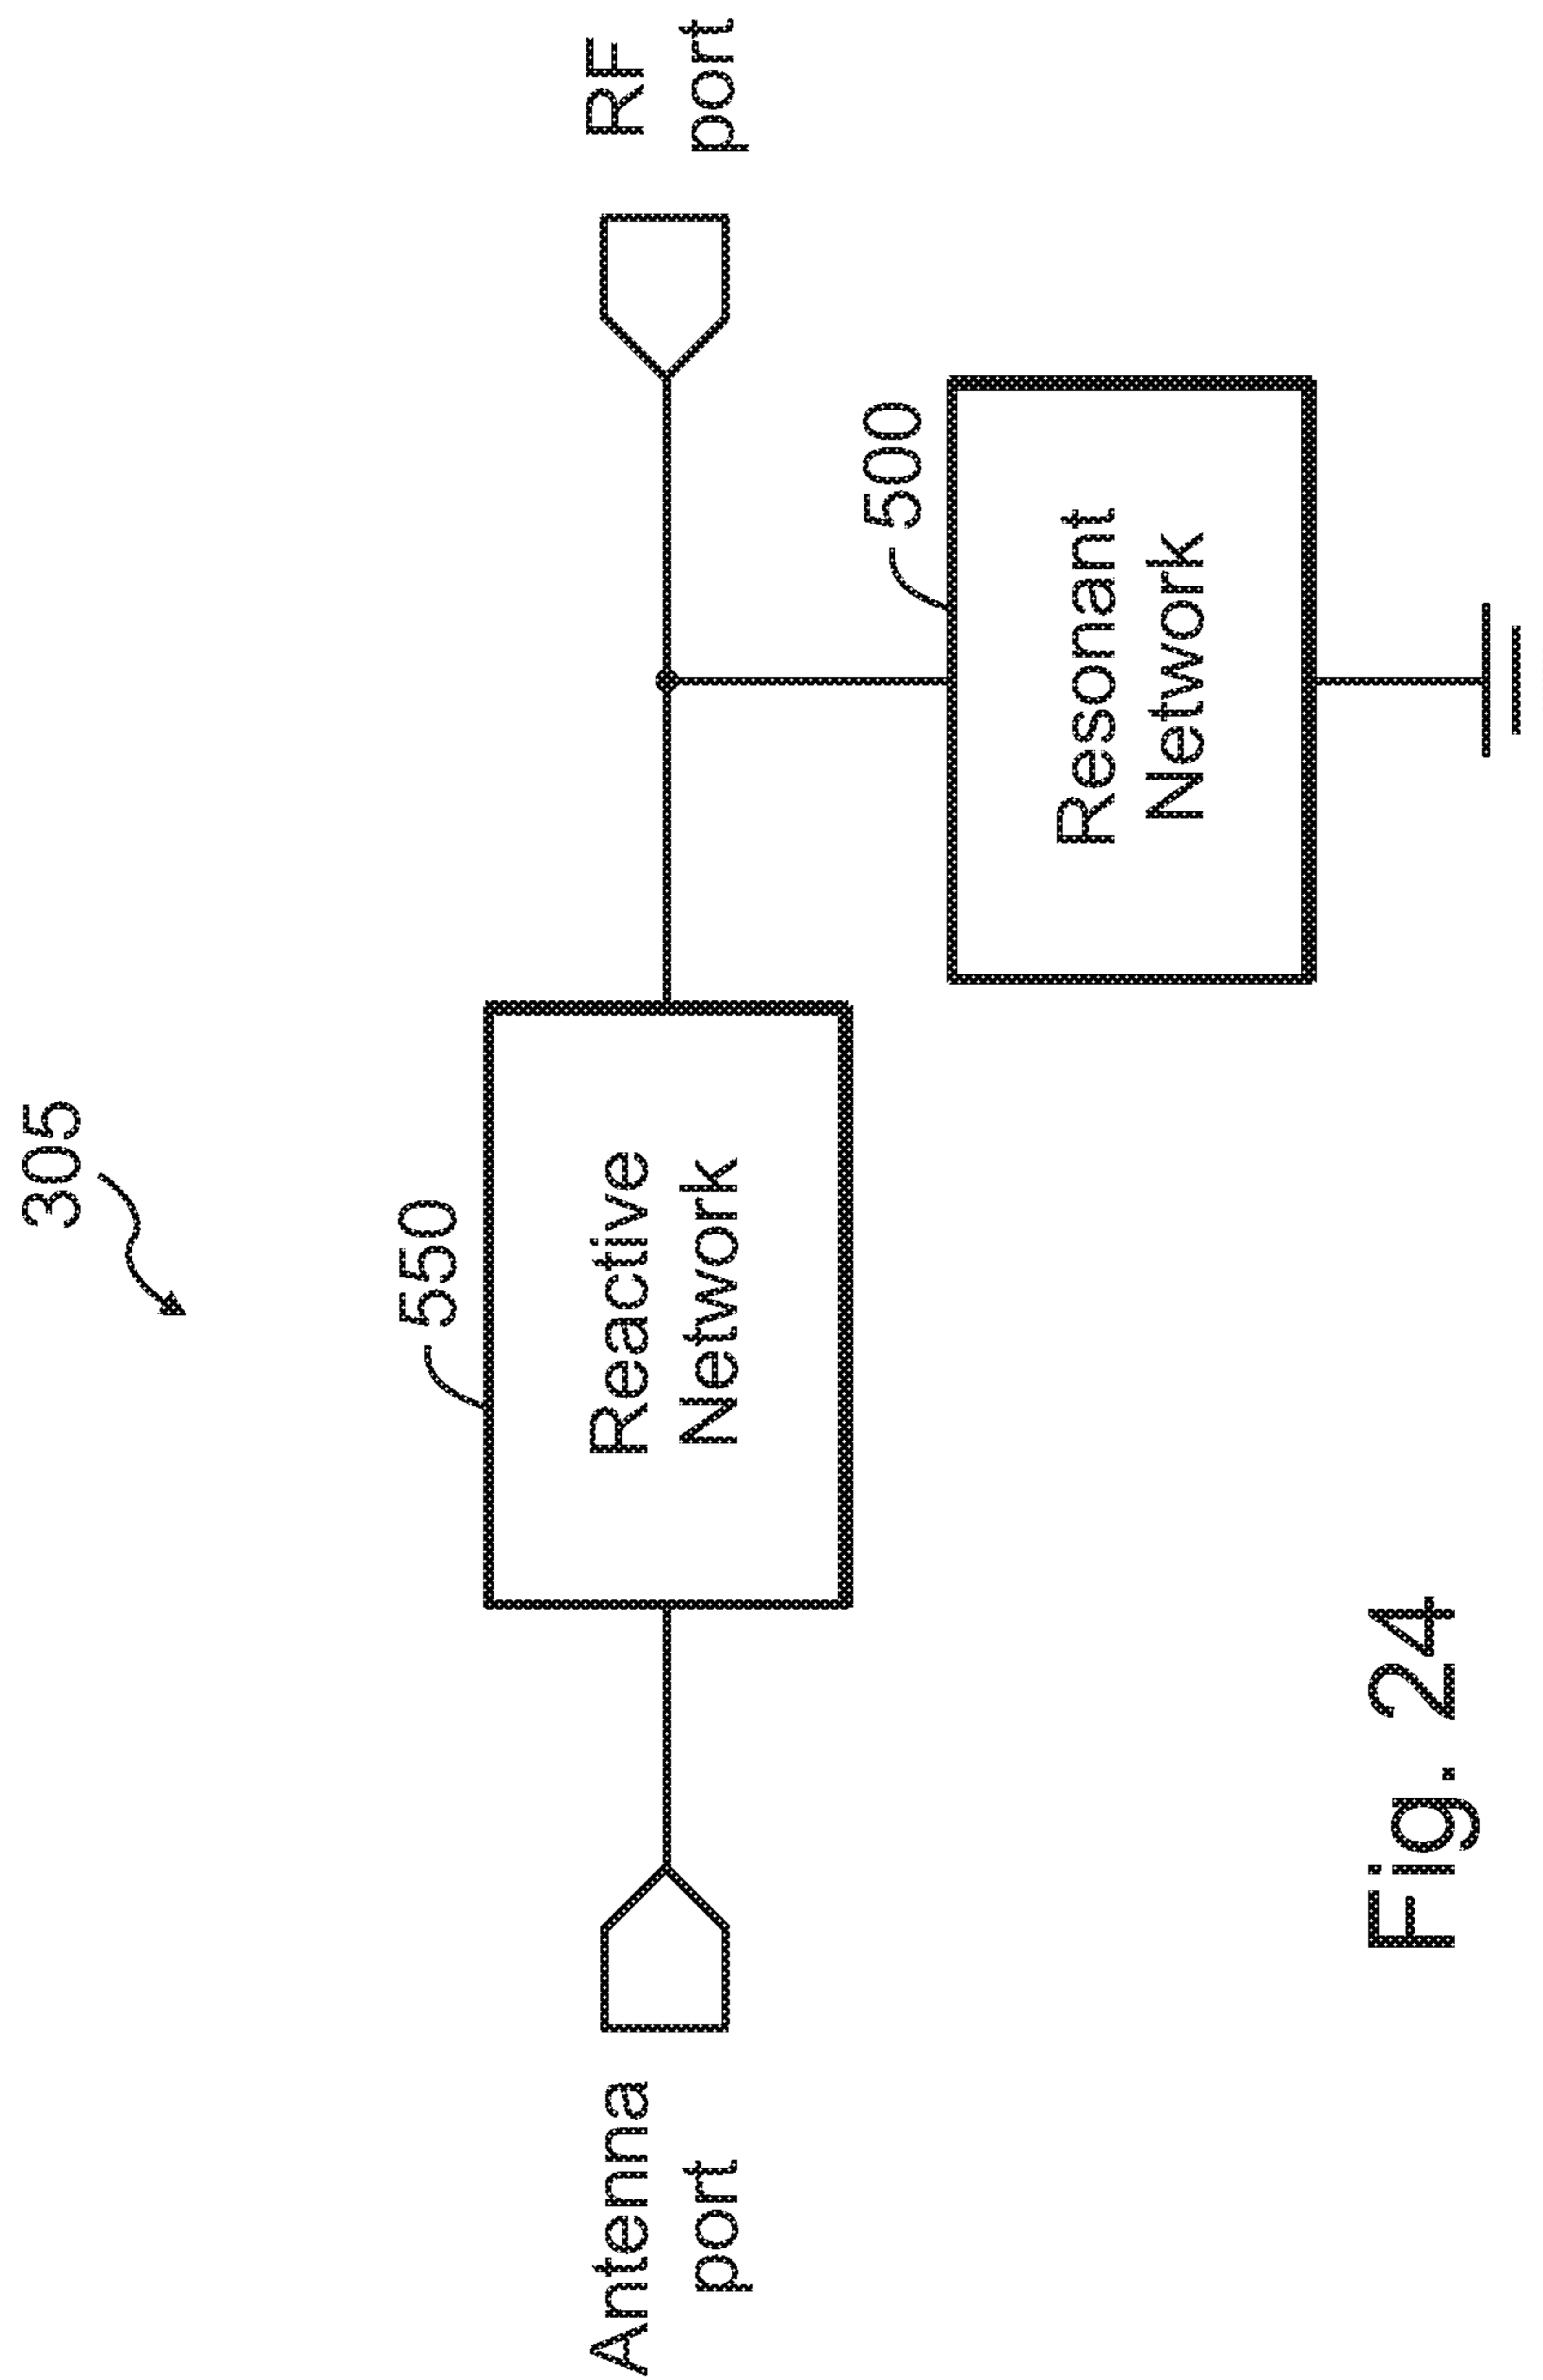 305
550
Reactive
Network
Antenna
port
RF
port
500
Resonant
Network
Fig. 24